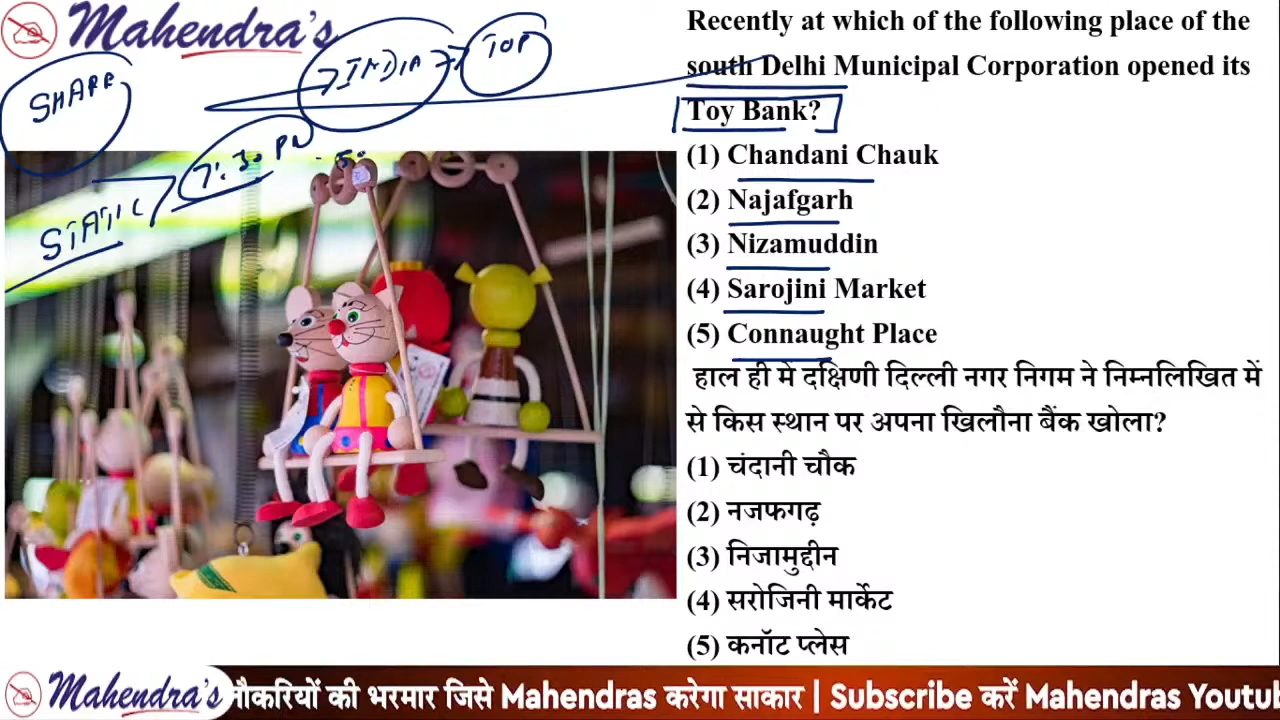 Mahendra's
SHARE
INDIA
TOP
STATIC
7:30 PM
Recently at which of the following place of the
south Delhi Municipal Corporation opened its
Toy Bank?
(1) Chandani Chauk
(2) Najafgarh
(3) Nizamuddin
(4) Sarojini Market
(5) Connaught Place
हाल ही में दक्षिणी दिल्ली नगर निगम ने निम्नलिखित में
से किस स्थान पर अपना खिलौना बैंक खोला?
(1) चंदानी चौक
(2) नजफगढ़
(3) निजामुद्दीन
(4) सरोजिनी मार्केट
(5) कनॉट प्लेस
Mahendra's नौकरियों की भरमार जिसे Mahendras करेगा साकार | Subscribe करें Mahendras Youtub